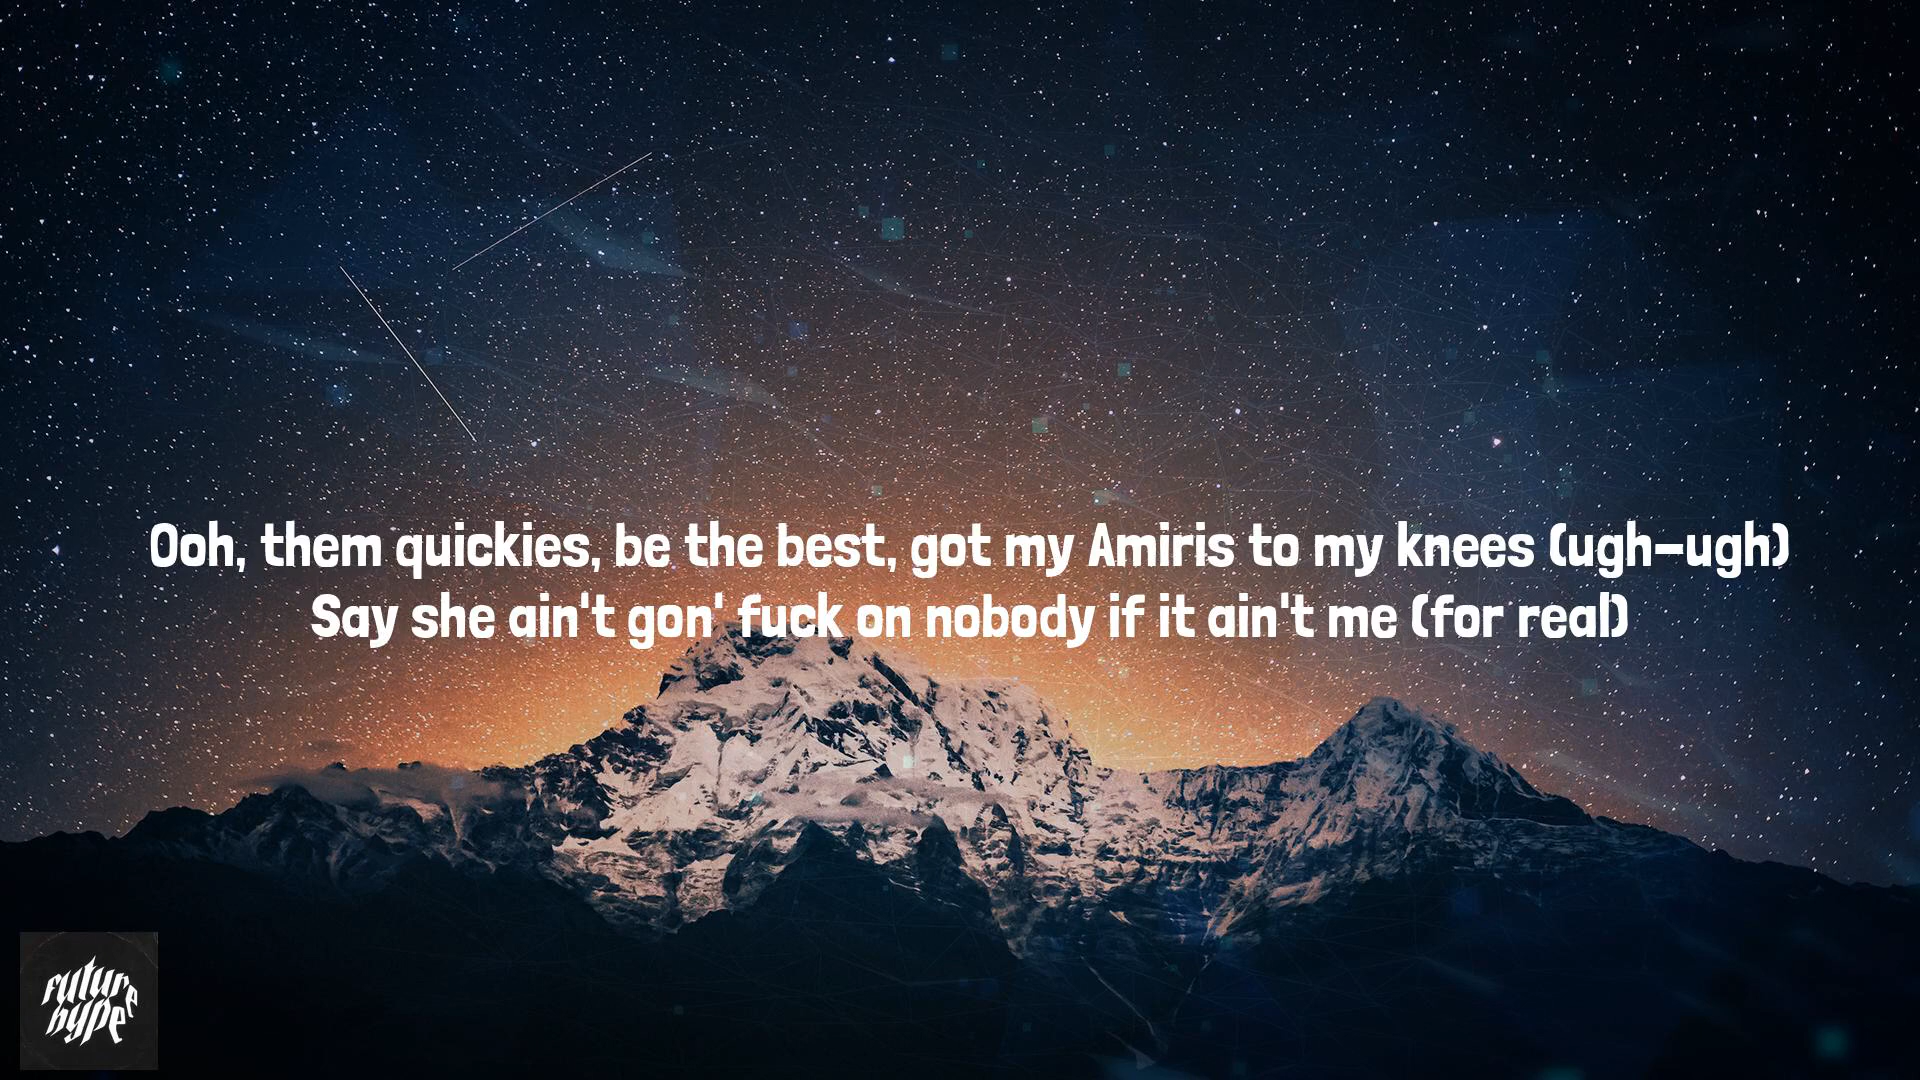 Ooh, them quickies, be the best, got my Amiris to my knees (ugh-ugh)
Say she ain't gon' fuck on nobody if it ain't me (for real)
future
hype